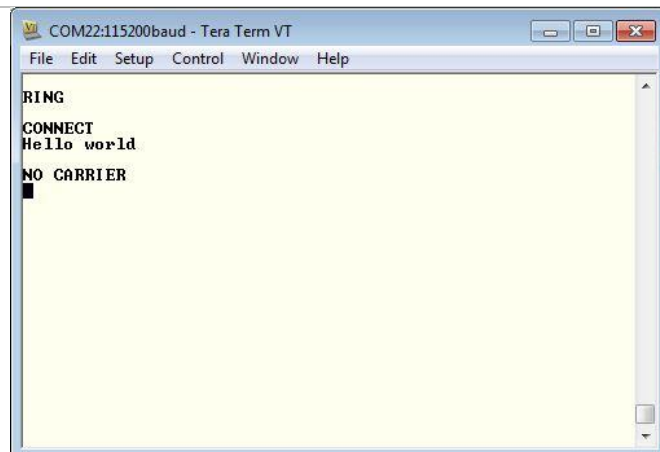 COM22:115200baud - Tera Term VT
File Edit Setup Control Window Help
RING
CONNECT
Hello world
NO CARRIER